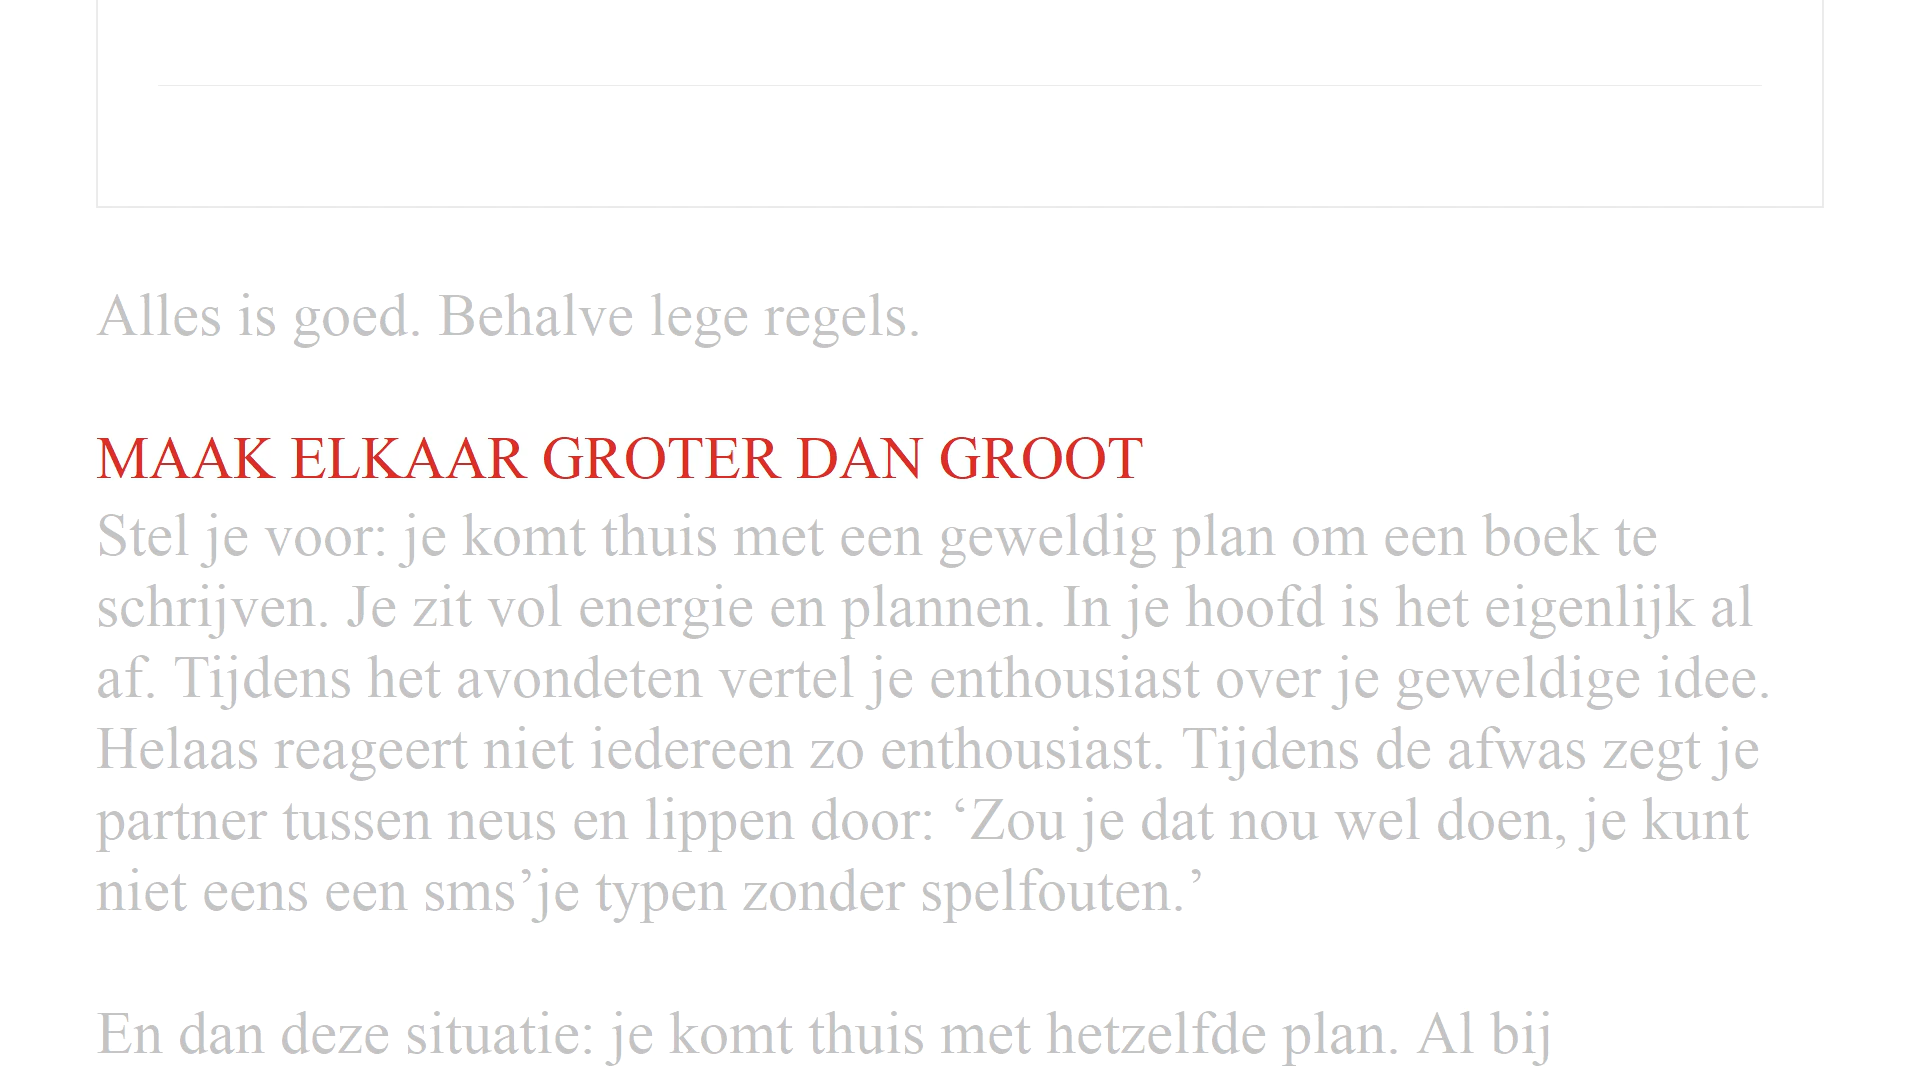 Alles is goed. Behalve lege regels.
MAAK ELKAAR GROTER DAN GROOT
Stel je voor: je komt thuis met een geweldig plan om een boek te
schrijven. Je zit vol energie en plannen. In je hoofd is het eigenlijk al
af. Tijdens het avondeten vertel je enthousiast over je geweldige idee.
Helaas reageert niet iedereen zo enthousiast. Tijdens de afwas zegt je
partner tussen neus en lippen door: ‘Zou je dat nou wel doen, je kunt
niet eens een sms’je typen zonder spelfouten.’
En dan deze situatie: je komt thuis met hetzelfde plan. Al bij